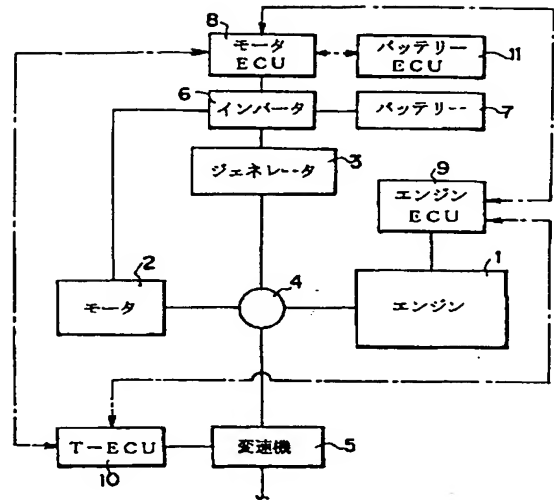 8
モータ
ECU
バッテリー
ECU
11
6
インバータ
バッテリー
7
ジェネレータ
3
9
エンジン
ECU
2
モータ
4
1
エンジン
T-ECU
10
変速機
5